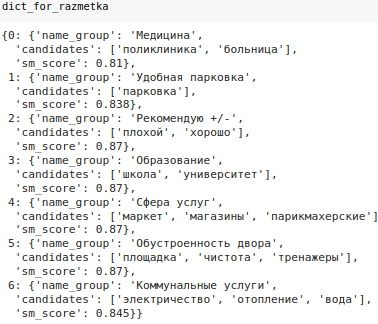 dict_for_razmetka
{0: {'name_group': 'Медицина',
'candidates': ['поликлиника', 'больница'],
'sm_score': 0.81},
1: {'name_group': 'Удобная парковка',
'candidates': ['парковка'],
'sm_score': 0.838},
2: {'name_group': 'Рекомендую +/-',
'candidates': ['плохой', 'хорошо'],
'sm_score': 0.87},
3: {'name_group': 'Образование',
'candidates': ['школа', 'университет'],
'sm_score': 0.87},
4: {'name_group': 'Сфера услуг',
'candidates': ['маркет', 'магазины', 'парикмахерские']
'sm_score': 0.87},
5: {'name_group': 'Обустроенность двора',
'candidates': ['площадка', 'чистота', 'тренажеры'],
'sm_score': 0.87},
6: {'name_group': 'Коммунальные услуги',
'candidates': ['электричество', 'отопление', 'вода'],
'sm_score': 0.845}}